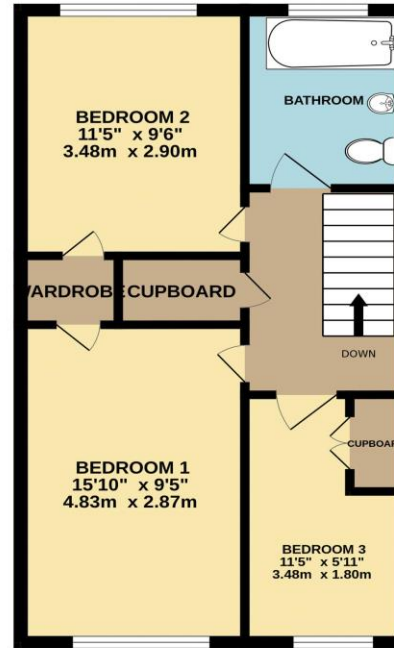 BEDROOM 2
11'5" x 9'6"
3.48m x 2.90m
BATHROOM
WARDROBE
CUPBOARD
DOWN
BEDROOM 1
15'10" x 9'5"
4.83m x 2.87m
CUPBOAR
BEDROOM 3
11'5" x 5'11"
3.48m x 1.80m